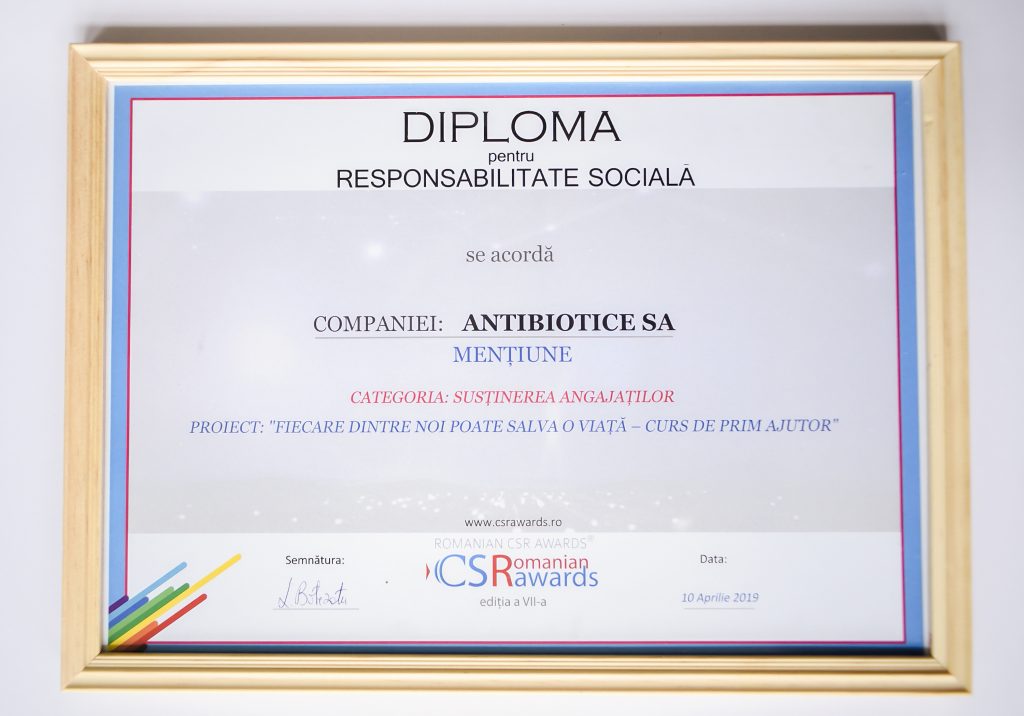 DIPLOMA
pentru
RESPONSABILITATE SOCIALĂ
se acordă
COMPANIEI: ANTIBIOTICE SA
MENȚIUNE
CATEGORIA: SUSȚINEREA ANGAJAȚILOR
PROIECT: "FIECARE DINTRE NOI POATE SALVA O VIAȚĂ – CURS DE PRIM AJUTOR"
www.csrawards.ro
ROMANIAN CSR AWARDS®
CSRomanian
awards
ediția a VII-a
Semnătura:
Data:
10 Aprilie 2019